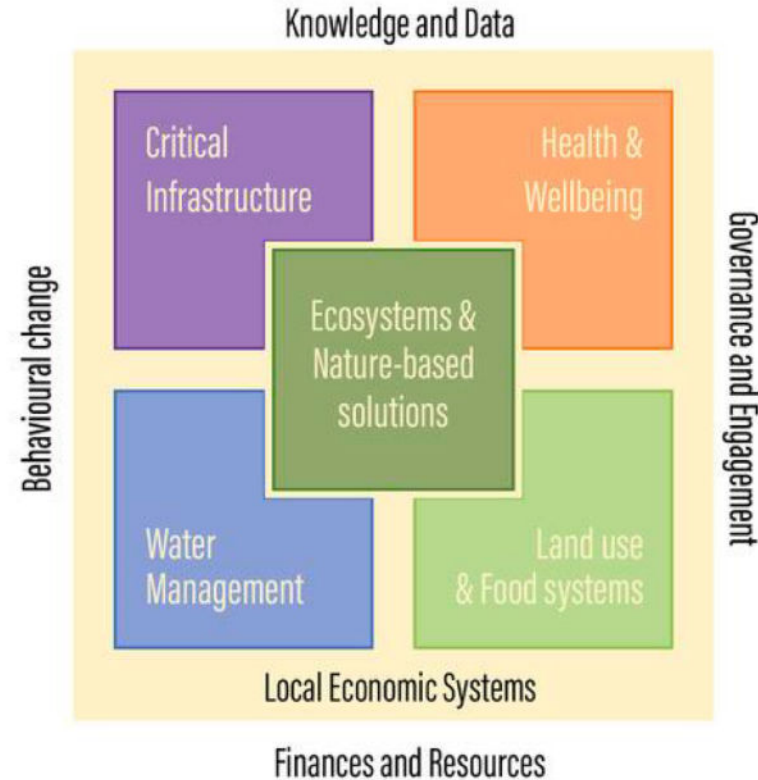 Knowledge and Data
Critical
Infrastructure
Health &
Wellbeing
Behavioural change
Governance and Engagement
Ecosystems &
Nature-based
solutions
Water
Management
Land use
& Food systems
Local Economic Systems
Finances and Resources